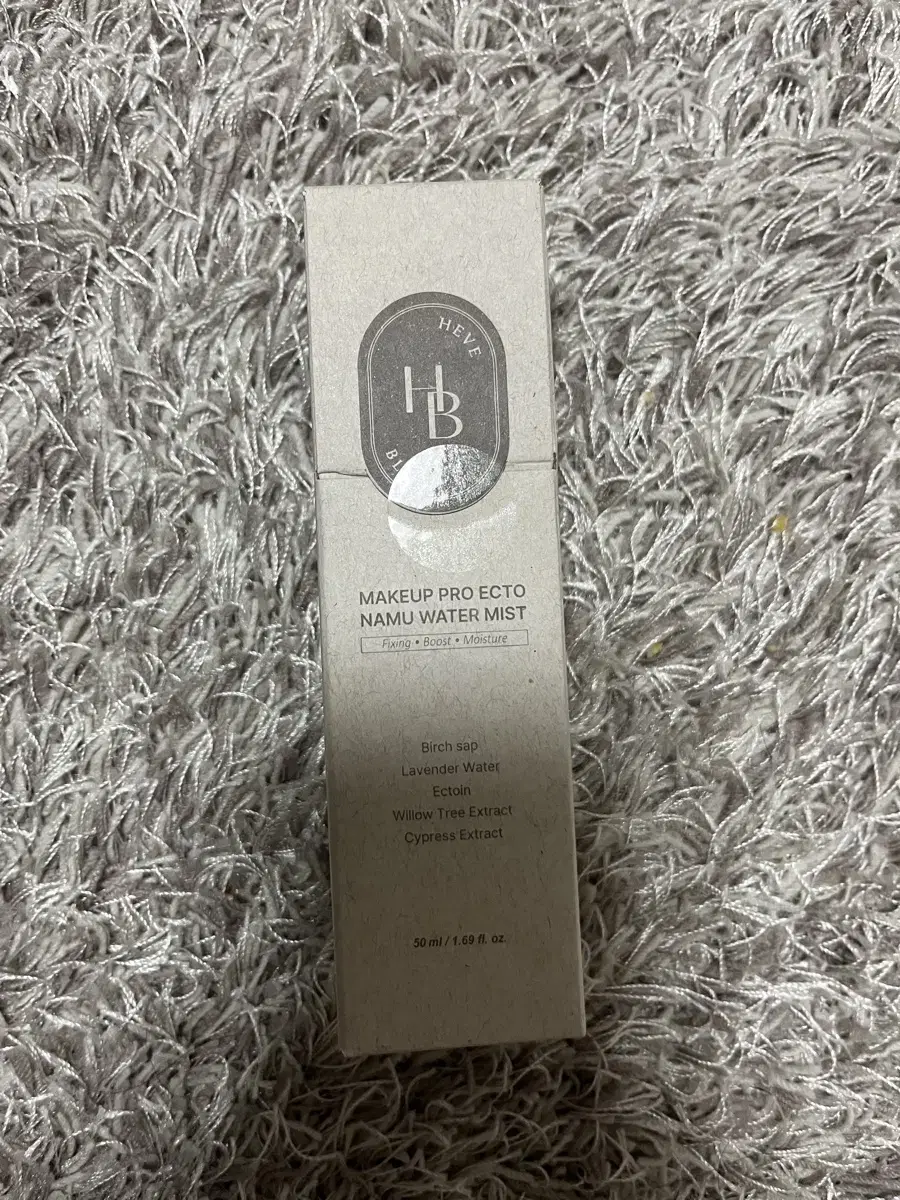 HEVE
HB
MAKEUP PRO ECTO
NAMU WATER MIST
Fixing • Boost • Moisture
Birch sap
Lavender Water
Ectoin
Willow Tree Extract
Cypress Extract
50 ml / 1.69 fl. oz.